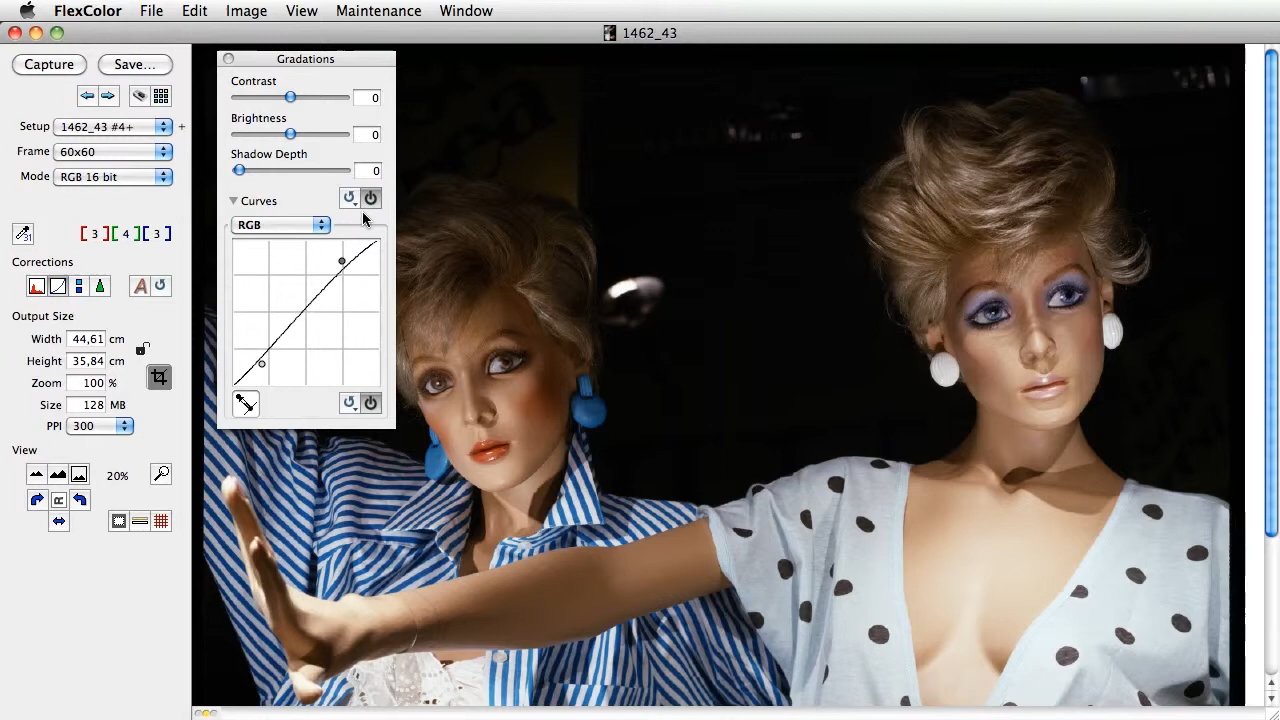 FlexColor File Edit Image View Maintenance Window
1462_43
Capture Save...
Setup 1462_43 #4+ +
Frame 60x60
Mode RGB 16 bit
31 [ 3 ] [ 4 ] [ 3 ]
Corrections
A
Output Size
Width 44,61 cm
Height 35,84 cm
Zoom 100 %
Size 128 MB
PPI 300
View
20%
R
Gradations
Contrast
0
Brightness
0
Shadow Depth
0
Curves
RGB